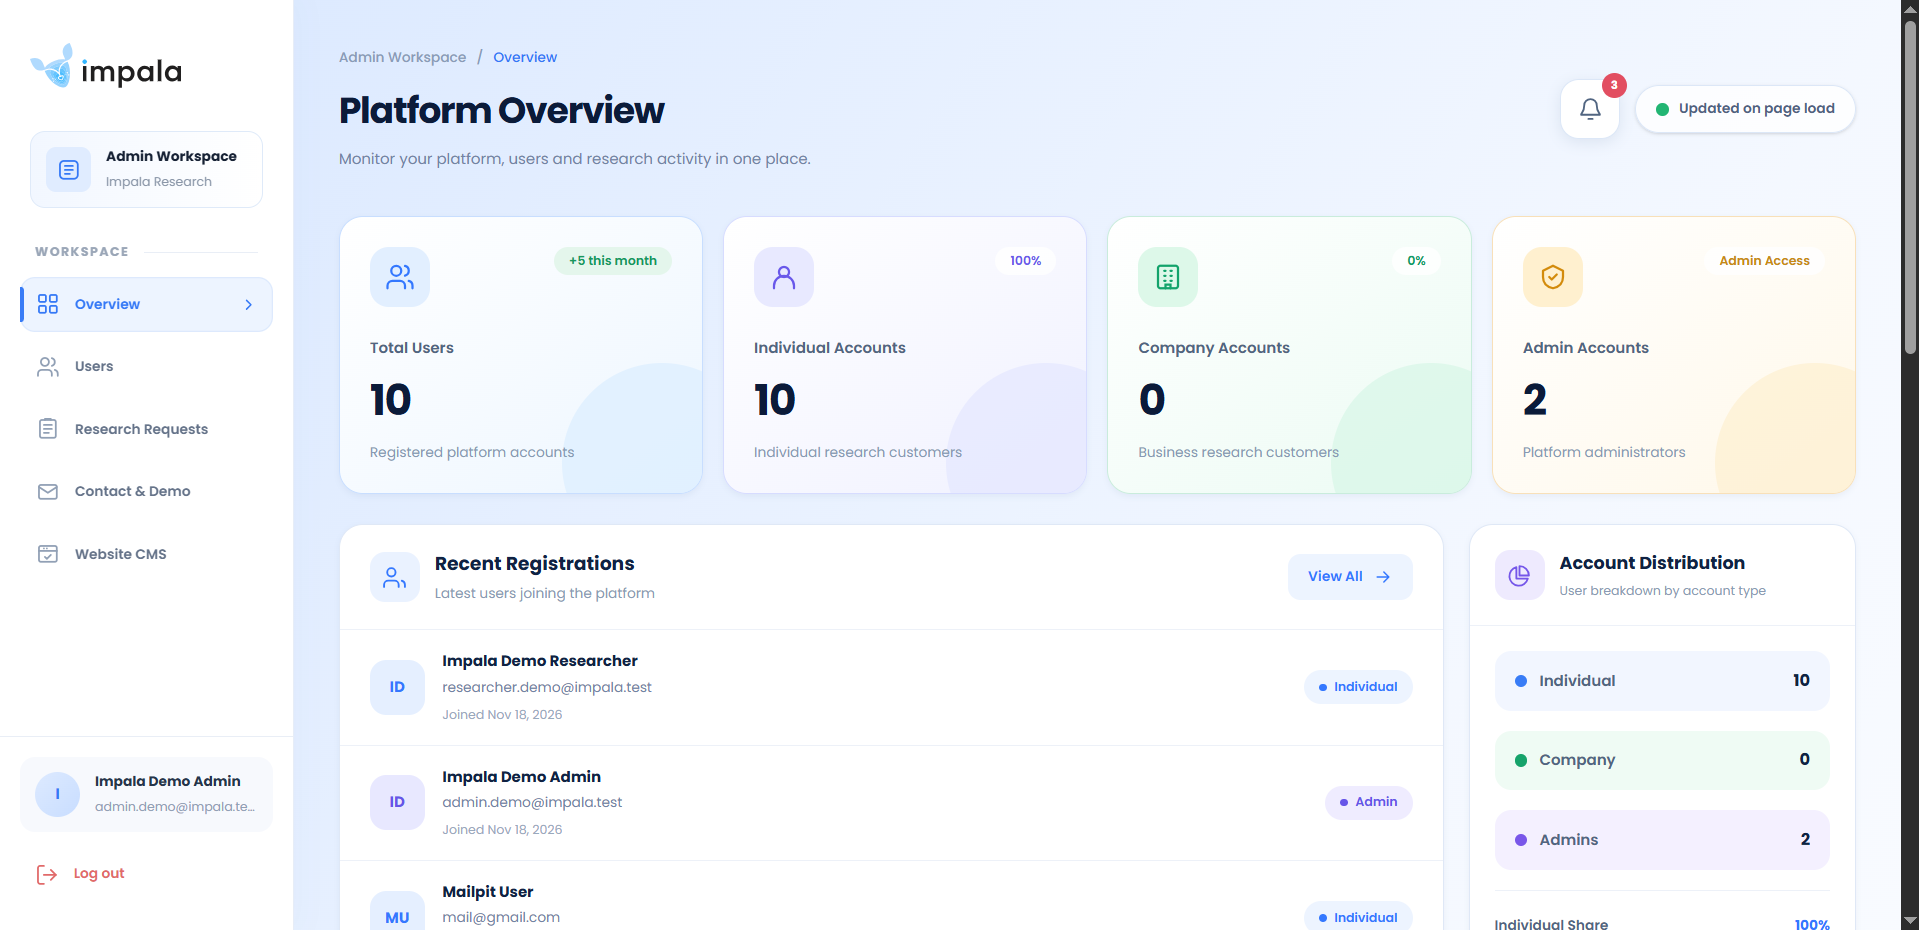 impala
Admin Workspace
Impala Research
WORKSPACE
Overview
Users
Research Requests
Contact & Demo
Website CMS
I
Impala Demo Admin
admin.demo@impala.te...
Log out
Admin Workspace / Overview
Platform Overview
Monitor your platform, users and research activity in one place.
3
Updated on page load
+5 this month
Total Users
10
Registered platform accounts
100%
Individual Accounts
10
Individual research customers
0%
Company Accounts
0
Business research customers
Admin Access
Admin Accounts
2
Platform administrators
Recent Registrations
Latest users joining the platform
View All
ID
Impala Demo Researcher
researcher.demo@impala.test
Joined Nov 18, 2026
Individual
ID
Impala Demo Admin
admin.demo@impala.test
Joined Nov 18, 2026
Admin
MU
Mailpit User
mail@gmail.com
Individual
Account Distribution
User breakdown by account type
Individual 10
Company 0
Admins 2
Individual Share 100%